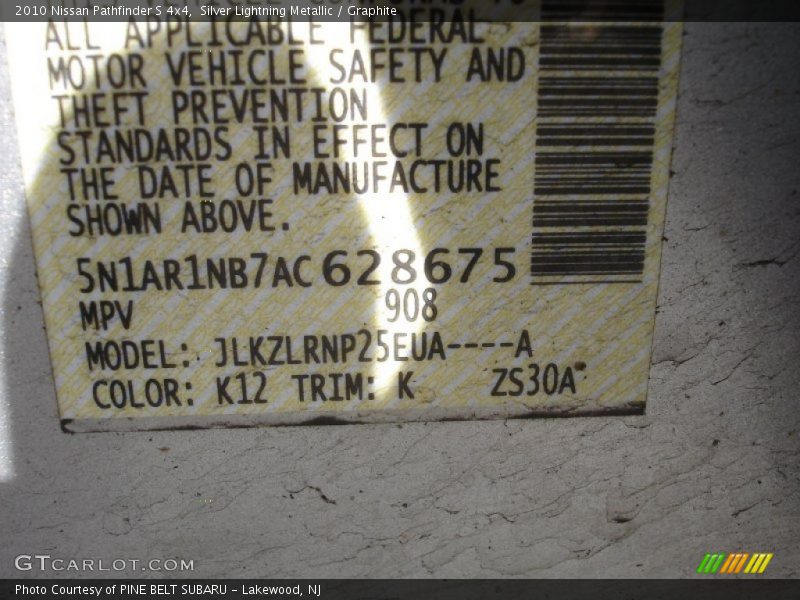 2010 Nissan Pathfinder S 4x4, Silver Lightning Metallic / Graphite
ALL APPLICABLE FEDERAL
MOTOR VEHICLE SAFETY AND
THEFT PREVENTION
STANDARDS IN EFFECT ON
THE DATE OF MANUFACTURE
SHOWN ABOVE.
5N1AR1NB7AC628675
MPV 908
MODEL: JLKZLRNP25EUA----A
COLOR: K12 TRIM: K ZS30A
GTCARLOT.COM
Photo Courtesy of PINE BELT SUBARU - Lakewood, NJ